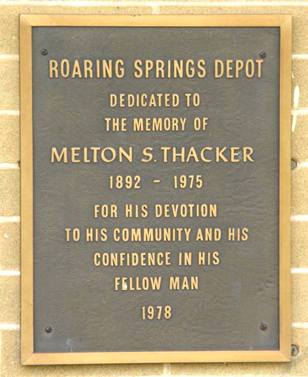 ROARING SPRINGS DEPOT
DEDICATED TO
THE MEMORY OF
MELTON S. THACKER
1892 - 1975
FOR HIS DEVOTION
TO HIS COMMUNITY AND HIS
CONFIDENCE IN HIS
FELLOW MAN
1978